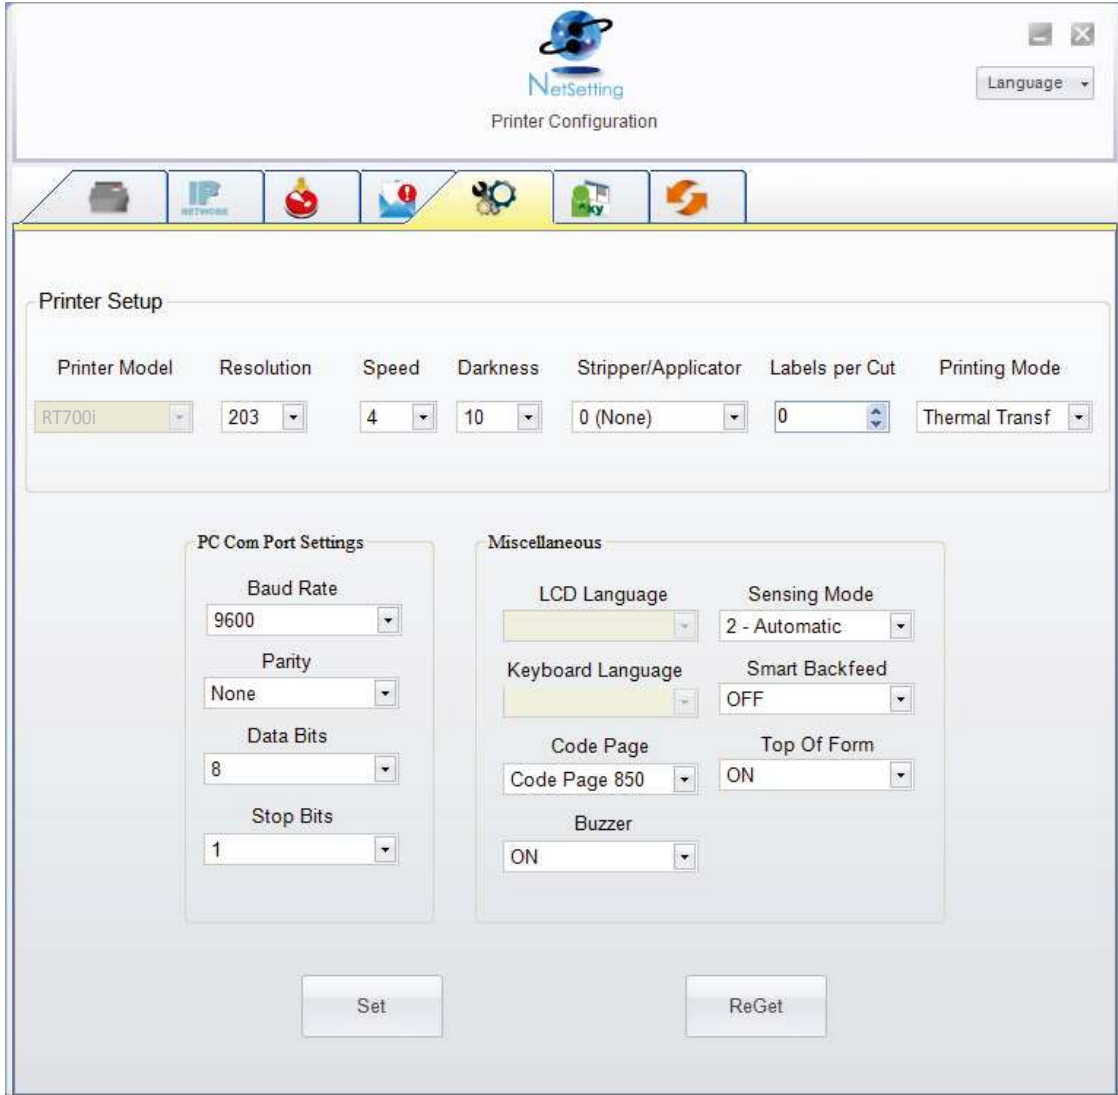 NetSetting
Language
Printer Configuration
IP
NETWORK
Printer Setup
Printer Model Resolution Speed Darkness Stripper/Applicator Labels per Cut Printing Mode
RT700i 203 4 10 0 (None) 0 Thermal Transf
PC Com Port Settings
Baud Rate
9600
Parity
None
Data Bits
8
Stop Bits
1
Miscellaneous
LCD Language Sensing Mode
2 - Automatic
Keyboard Language Smart Backfeed
OFF
Code Page Top Of Form
Code Page 850 ON
Buzzer
ON
Set ReGet